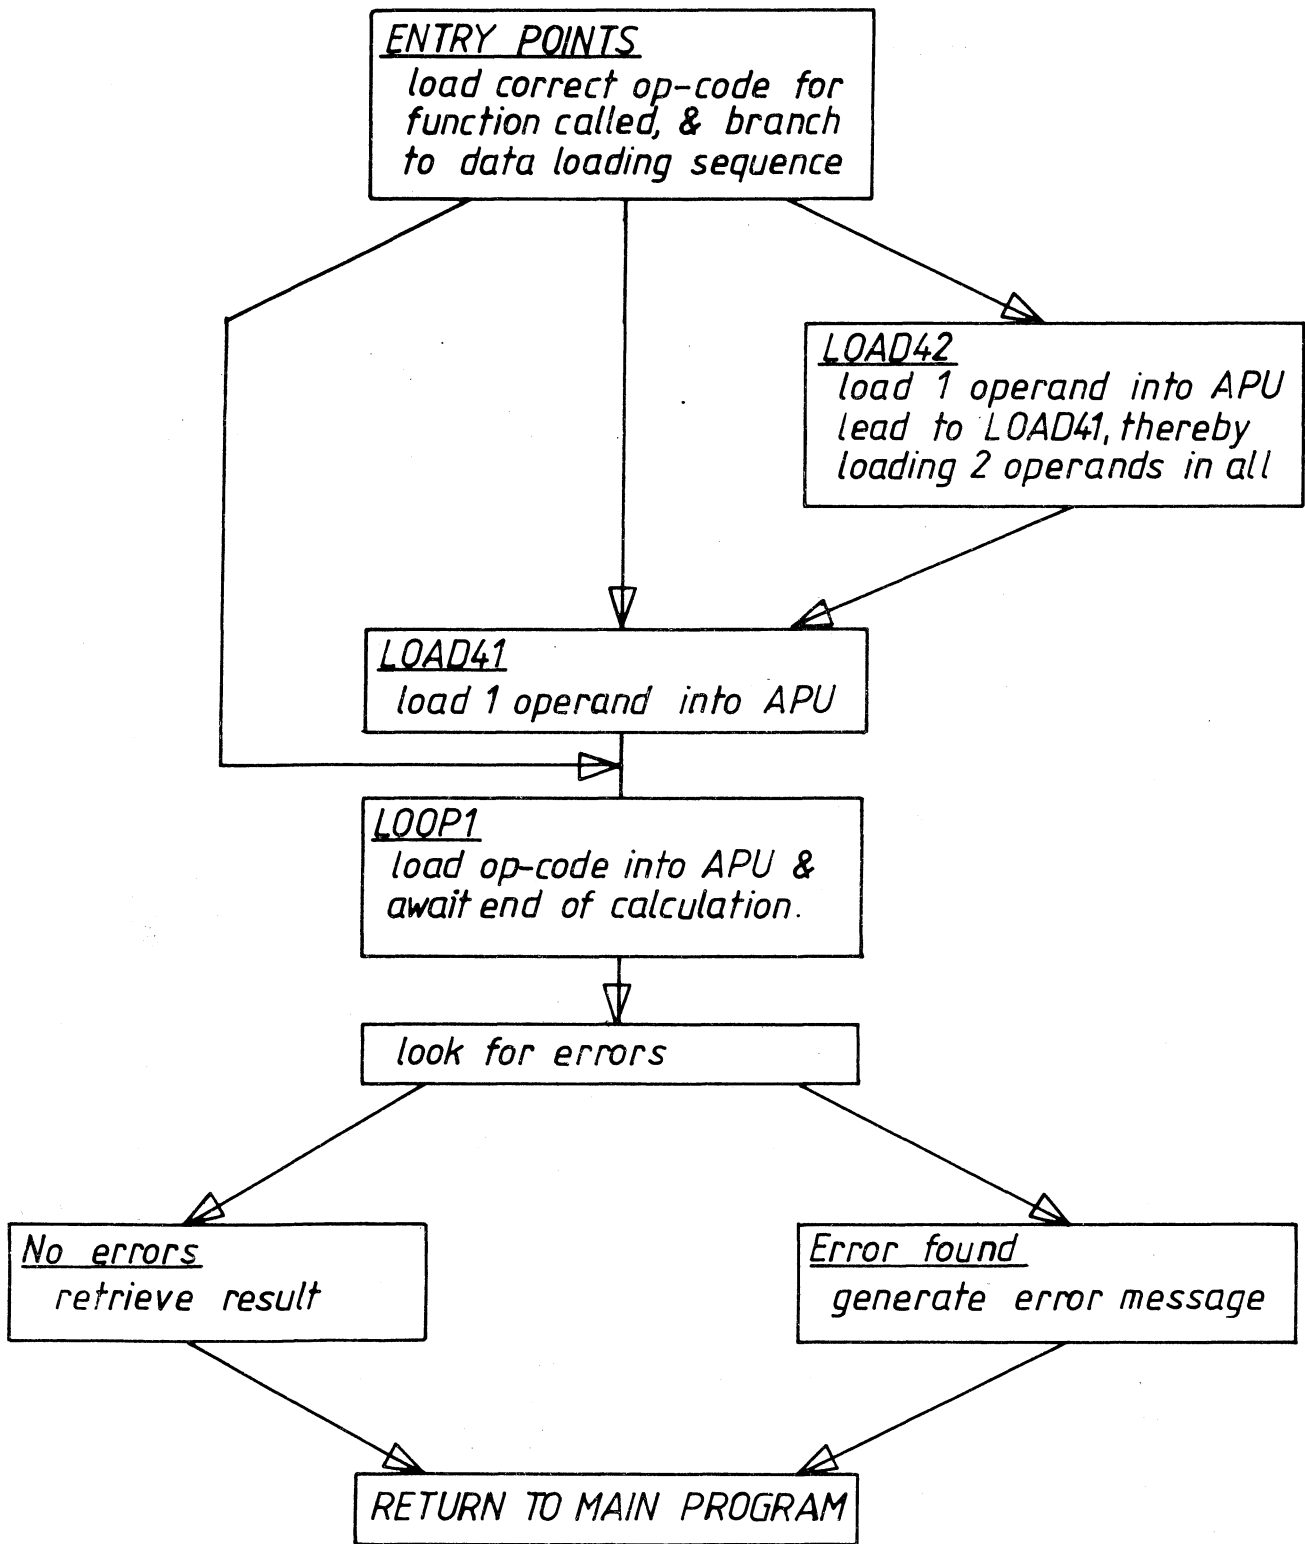 ENTRY POINTS
load correct op-code for
function called, & branch
to data loading sequence
LOAD42
load 1 operand into APU
lead to LOAD41, thereby
loading 2 operands in all
LOAD41
load 1 operand into APU
LOOP1
load op-code into APU &
await end of calculation.
look for errors
No errors
retrieve result
Error found
generate error message
RETURN TO MAIN PROGRAM